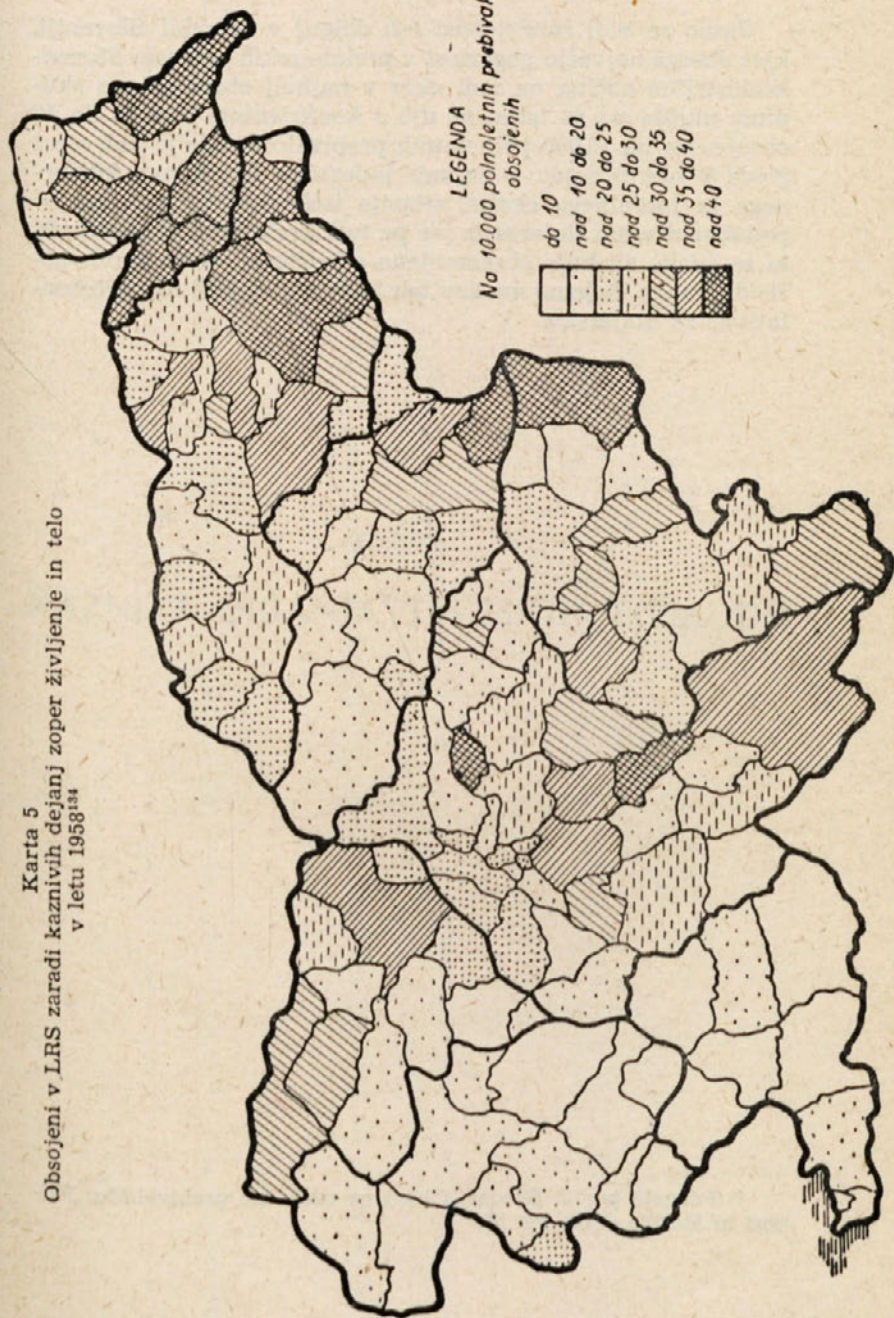 Karta 5
Obsojeni v LRS zaradi kaznivih dejanj zoper življenje in telo
v letu 1958¹³⁴
LEGENDA
Na 10.000 polnoletnih prebival
obsojenih
do 10
nad 10 do 20
nad 20 do 25
nad 25 do 30
nad 30 do 35
nad 35 do 40
nad 40